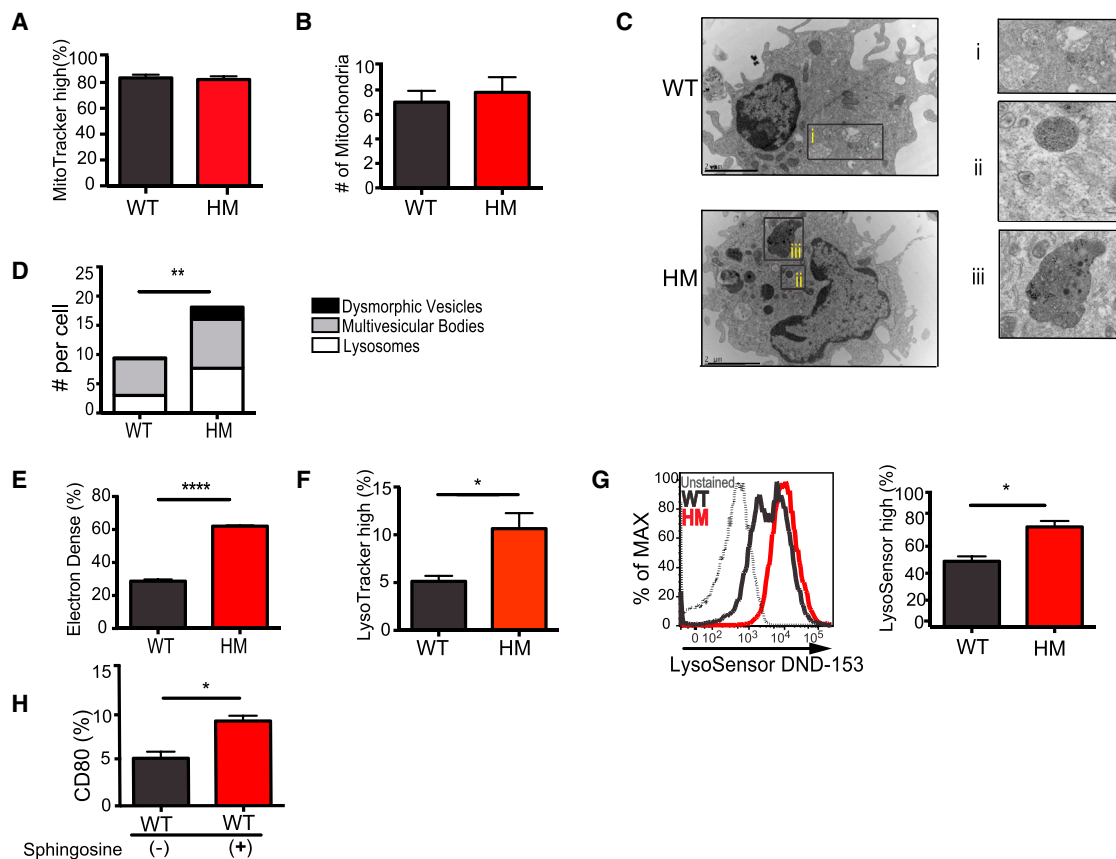 A
MitoTracker high(%)
100
80
60
40
20
0
WT
HM
B
# of Mitochondria
10
8
6
4
2
0
WT
HM
C
WT
i
2 µm
HM
iii
ii
2 µm
i
ii
iii
D
# per cell
25
20
15
10
5
0
**
WT
HM
Dysmorphic Vesicles
Multivesicular Bodies
Lysosomes
E
Electron Dense (%)
80
60
40
20
0
****
WT
HM
F
LysoTracker high (%)
15
10
5
0
*
WT
HM
G
% of MAX
100
80
60
40
20
0
Unstained
WT
HM
0 10² 10³ 10⁴ 10⁵
LysoSensor DND-153
LysoSensor high (%)
100
80
60
40
20
0
*
WT
HM
H
CD80 (%)
15
10
5
0
*
WT
WT
Sphingosine (-) (+)